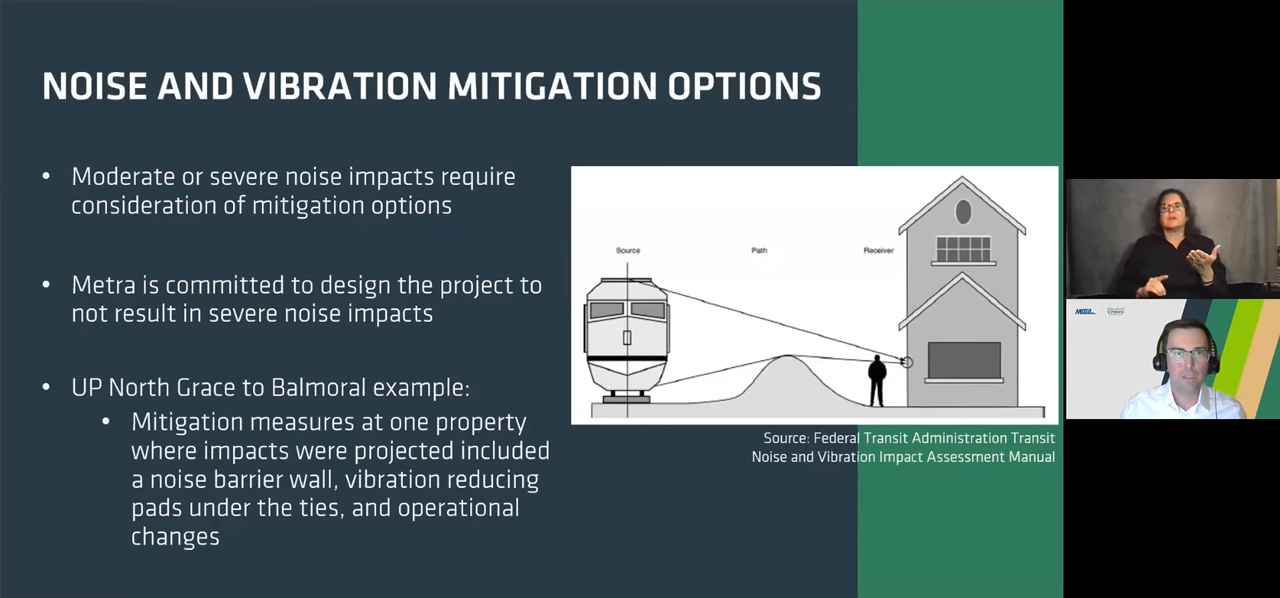 NOISE AND VIBRATION MITIGATION OPTIONS
• Moderate or severe noise impacts require
consideration of mitigation options
• Metra is committed to design the project to
not result in severe noise impacts
• UP North Grace to Balmoral example:
• Mitigation measures at one property
where impacts were projected included
a noise barrier wall, vibration reducing
pads under the ties, and operational
changes
Source
Path
Receiver
Source: Federal Transit Administration Transit
Noise and Vibration Impact Assessment Manual
Metra